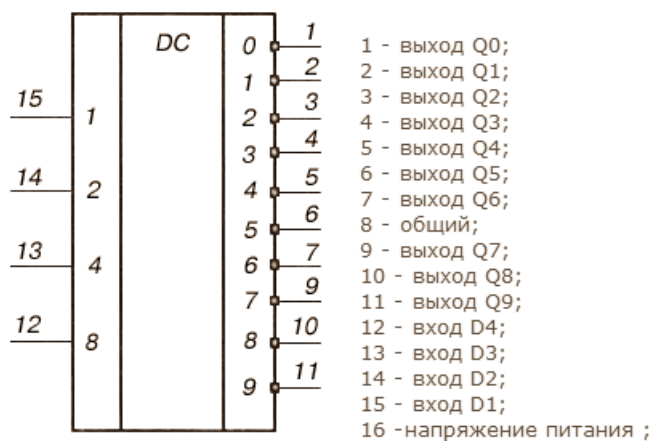 DC
15
14
13
12
1
2
4
8
0
1
2
3
4
5
6
7
8
9
1
2
3
4
5
6
7
9
10
11
1 - выход Q0;
2 - выход Q1;
3 - выход Q2;
4 - выход Q3;
5 - выход Q4;
6 - выход Q5;
7 - выход Q6;
8 - общий;
9 - выход Q7;
10 - выход Q8;
11 - выход Q9;
12 - вход D4;
13 - вход D3;
14 - вход D2;
15 - вход D1;
16 -напряжение питания ;